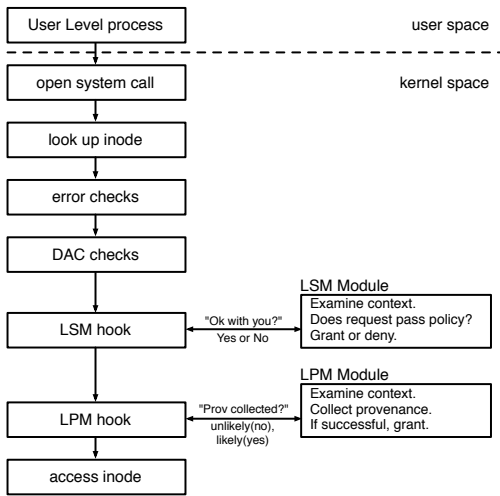 User Level process
user space
open system call
kernel space
look up inode
error checks
DAC checks
LSM hook
"Ok with you?"
Yes or No
LSM Module
Examine context.
Does request pass policy?
Grant or deny.
LPM hook
"Prov collected?"
unlikely(no),
likely(yes)
LPM Module
Examine context.
Collect provenance.
If successful, grant.
access inode